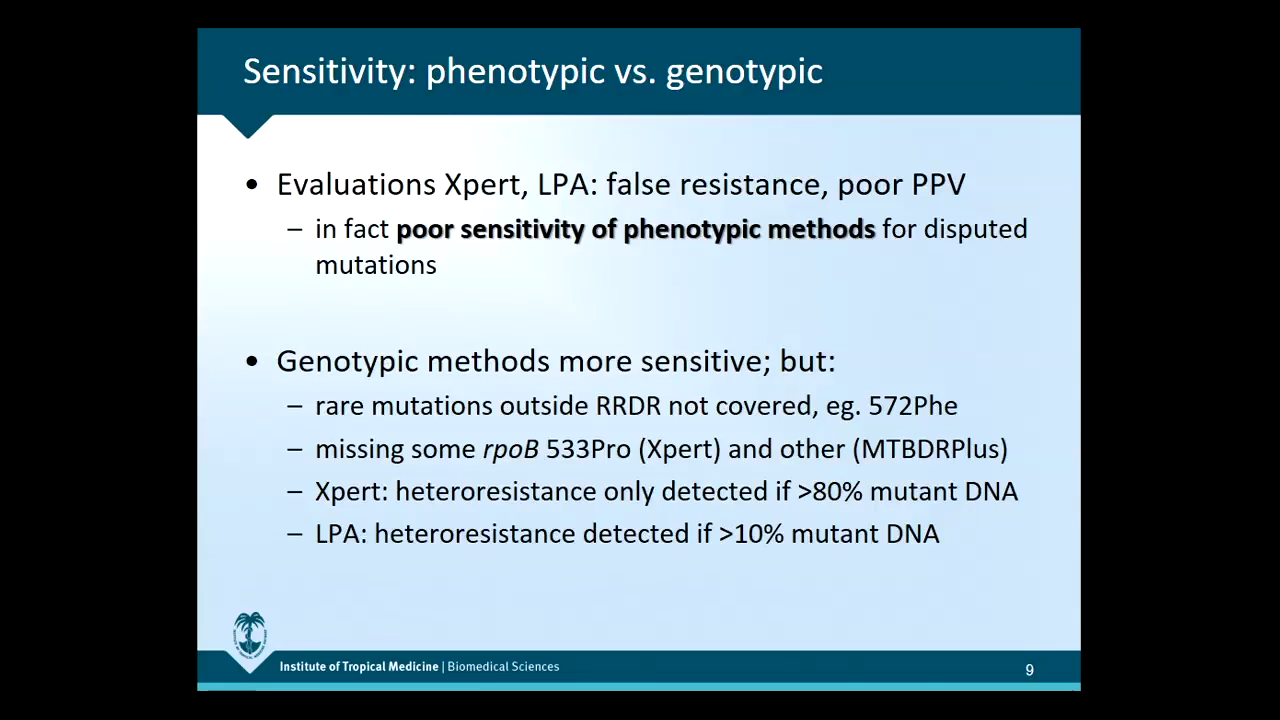 Sensitivity: phenotypic vs. genotypic
• Evaluations Xpert, LPA: false resistance, poor PPV
– in fact poor sensitivity of phenotypic methods for disputed
mutations
• Genotypic methods more sensitive; but:
– rare mutations outside RRDR not covered, eg. 572Phe
– missing some rpoB 533Pro (Xpert) and other (MTBDRPlus)
– Xpert: heteroresistance only detected if >80% mutant DNA
– LPA: heteroresistance detected if >10% mutant DNA
Institute of Tropical Medicine | Biomedical Sciences
9